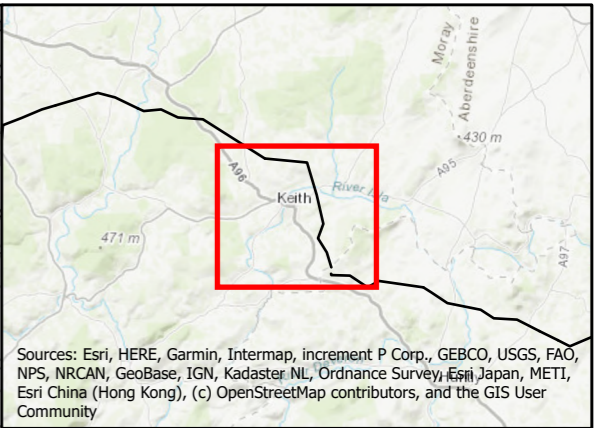 Moray
Aberdeenshire
430 m
A95
A96
River Isla
Keith
471 m
A97
Huntly
Sources: Esri, HERE, Garmin, Intermap, increment P Corp., GEBCO, USGS, FAO,
NPS, NRCAN, GeoBase, IGN, Kadaster NL, Ordnance Survey, Esri Japan, METI,
Esri China (Hong Kong), (c) OpenStreetMap contributors, and the GIS User
Community